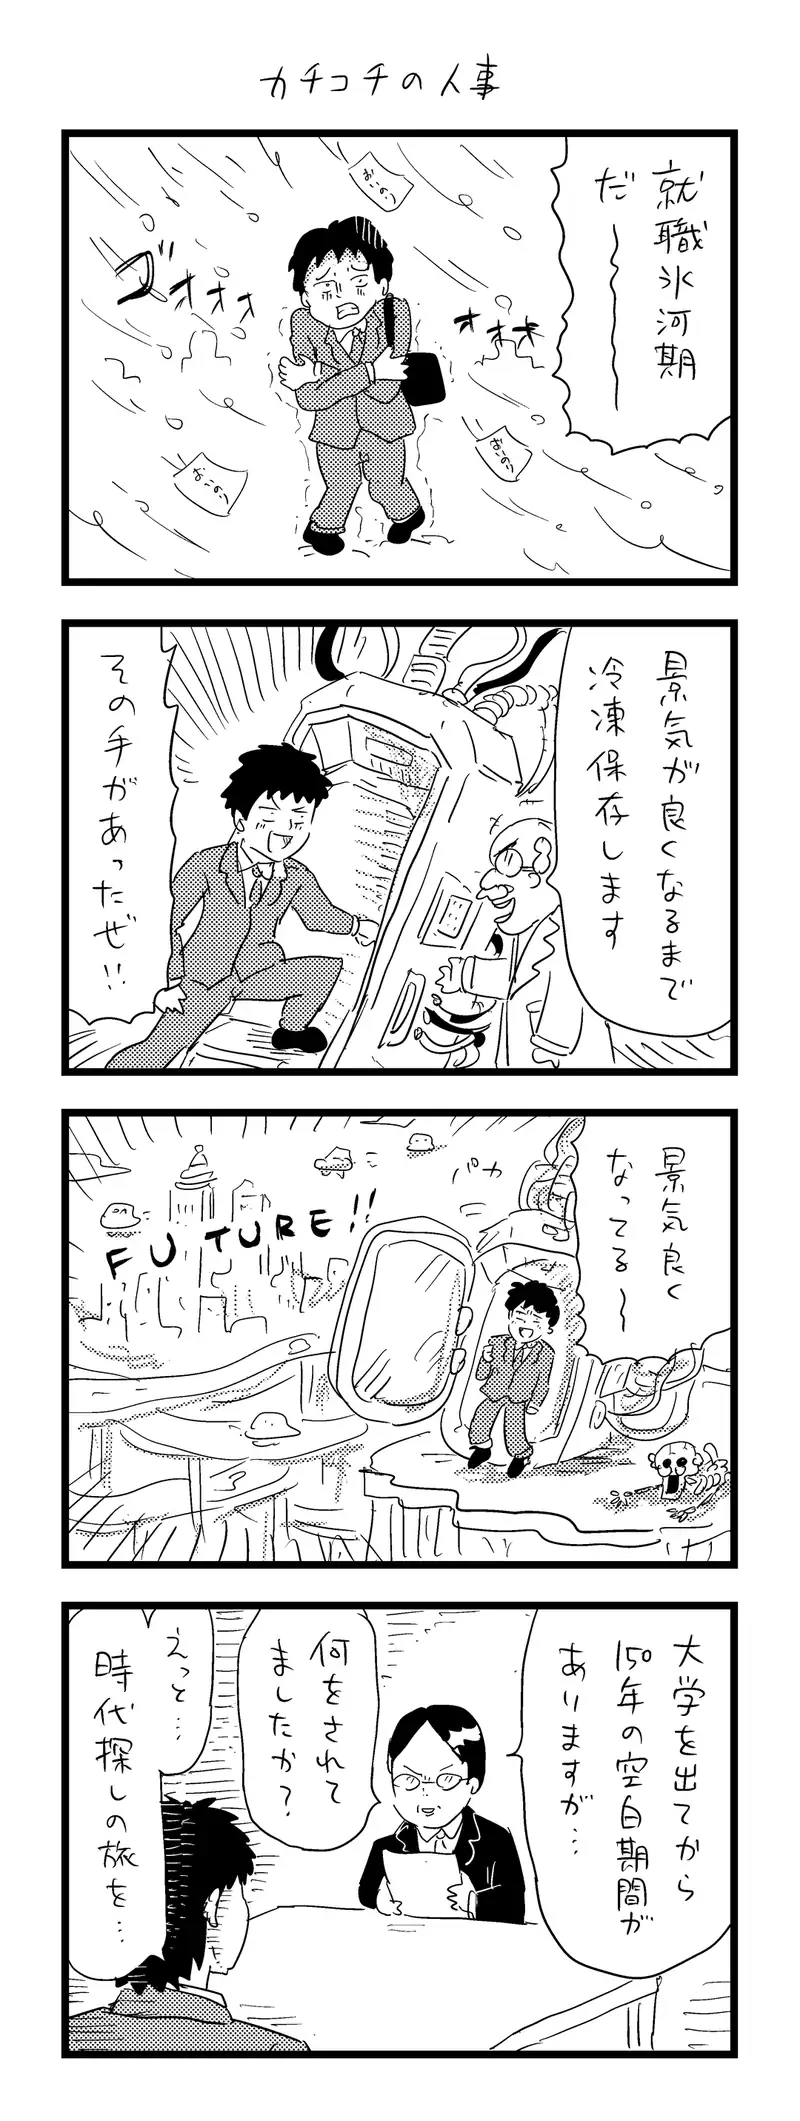 カチコチの人事
就職氷河期
だ〜〜
おいのり
ゴオオオ
オオオ
おいのり
おいのり
景気が良くなるまで
冷凍保存します
その手があったぜ!!
景気良く
なってる〜
パカ
FUTURE!!
大学を出てから
150年の空白期間が
ありますが…
何をされて
ましたか?
えっと…
時代探しの旅を…